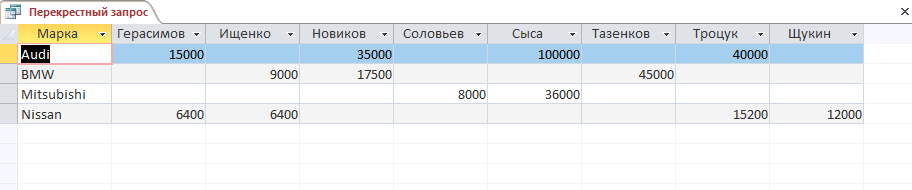 Перекрестный запрос
Марка Герасимов Ищенко Новиков Соловьев Сыса Тазенков Троцук Щукин
Audi 15000 35000 100000 40000
BMW 9000 17500 45000
Mitsubishi 8000 36000
Nissan 6400 6400 15200 12000